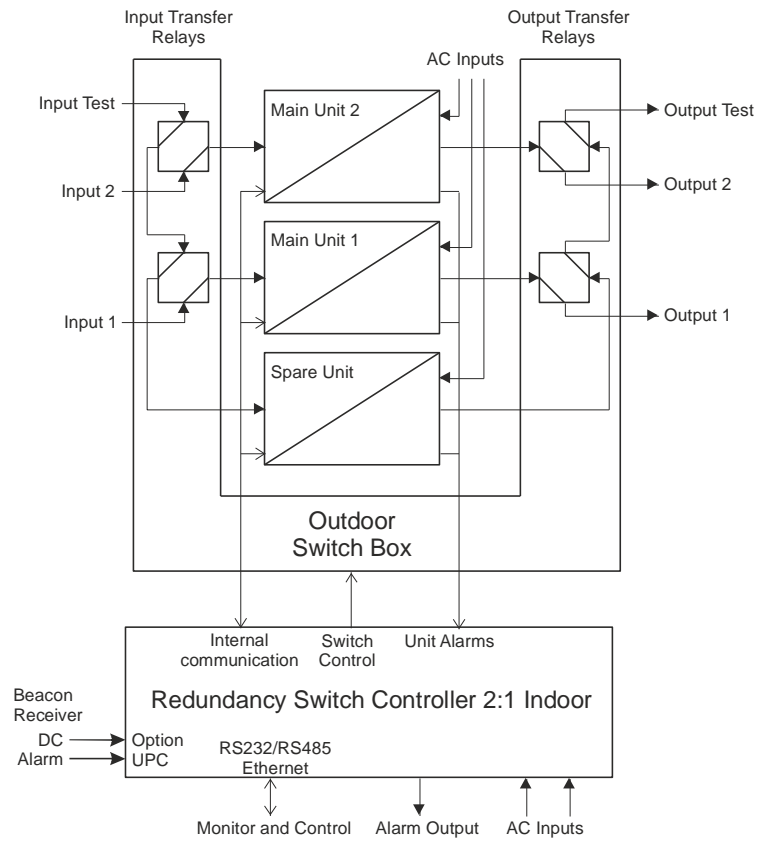 Input Transfer
Relays
Output Transfer
Relays
AC Inputs
Input Test
Main Unit 2
Output Test
Input 2
Output 2
Main Unit 1
Input 1
Output 1
Spare Unit
Outdoor
Switch Box
Internal
communication
Switch
Control
Unit Alarms
Redundancy Switch Controller 2:1 Indoor
Beacon
Receiver
DC
Option
Alarm
UPC
RS232/RS485
Ethernet
Monitor and Control
Alarm Output
AC Inputs